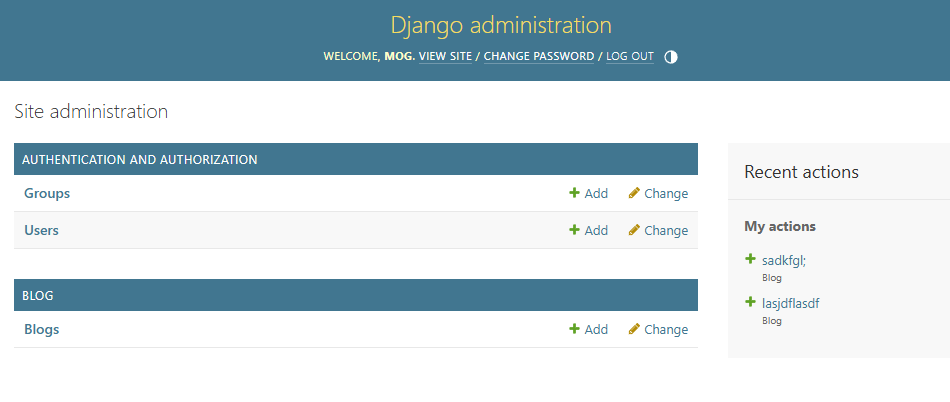 Django administration
WELCOME, MOG. VIEW SITE / CHANGE PASSWORD / LOG OUT
Site administration
AUTHENTICATION AND AUTHORIZATION
Groups Add Change
Users Add Change
BLOG
Blogs Add Change
Recent actions
My actions
sadkfgl;
Blog
lasjdflasdf
Blog